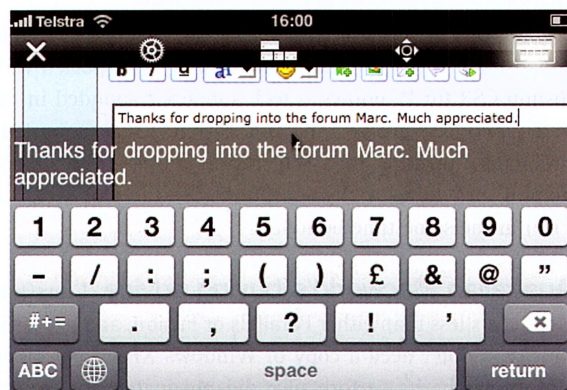 Telstra 16:00
b i u a
Thanks for dropping into the forum Marc. Much appreciated.
Thanks for dropping into the forum Marc. Much
appreciated.
1 2 3 4 5 6 7 8 9 0
- / : ; ( ) £ & @ ”
#+= . , ? ! ’
ABC space return